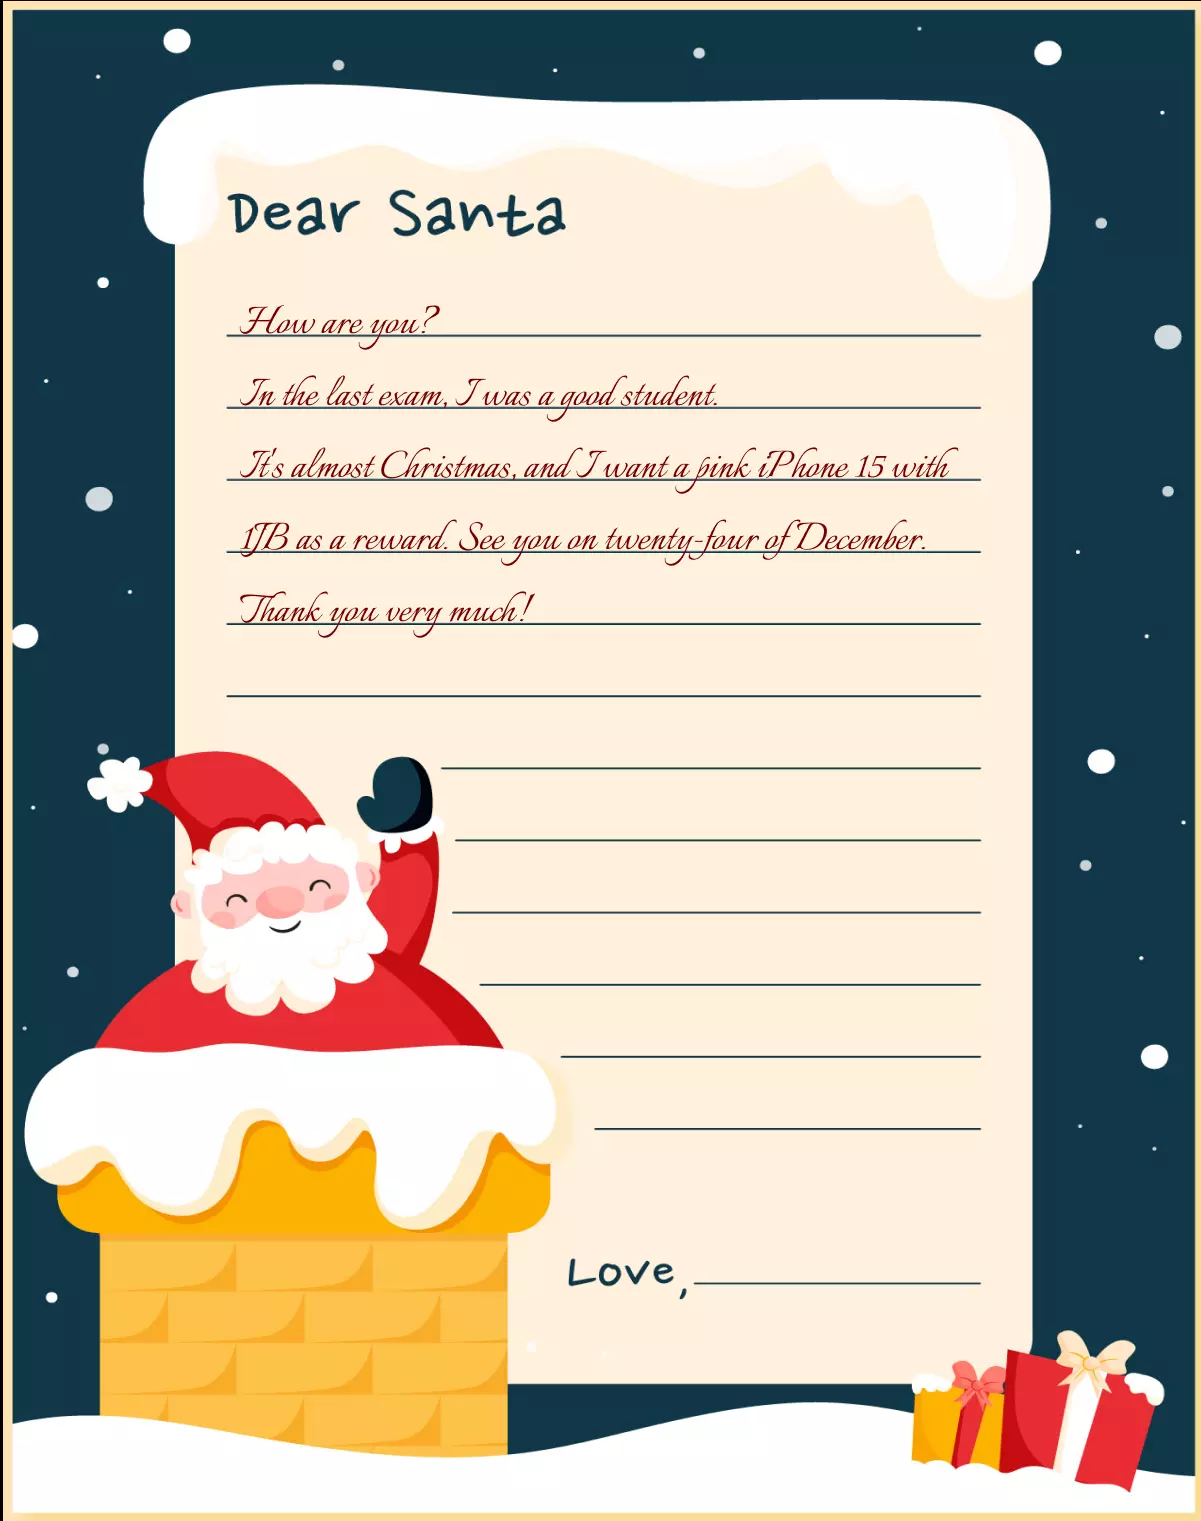 Dear Santa
How are you?
In the last exam, I was a good student.
It's almost Christmas, and I want a pink iPhone 15 with
1TB as a reward. See you on twenty-four of December.
Thank you very much!
Love,